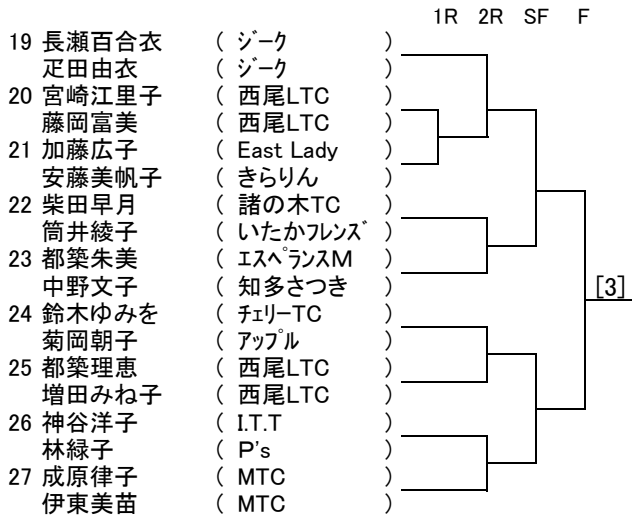 1R 2R SF F
19 長瀬百合衣 ( ジーク )
疋田由衣 ( ジーク )
20 宮崎江里子 ( 西尾LTC )
藤岡富美 ( 西尾LTC )
21 加藤広子 ( East Lady )
安藤美帆子 ( きらりん )
22 柴田早月 ( 諸の木TC )
筒井綾子 ( いたかフレンズ )
23 都築朱美 ( エスペランスM )
中野文子 ( 知多さつき )
[3]
24 鈴木ゆみを ( チェリーTC )
菊岡朝子 ( アップル )
25 都築理恵 ( 西尾LTC )
増田みね子 ( 西尾LTC )
26 神谷洋子 ( I.T.T )
林緑子 ( P's )
27 成原律子 ( MTC )
伊東美苗 ( MTC )